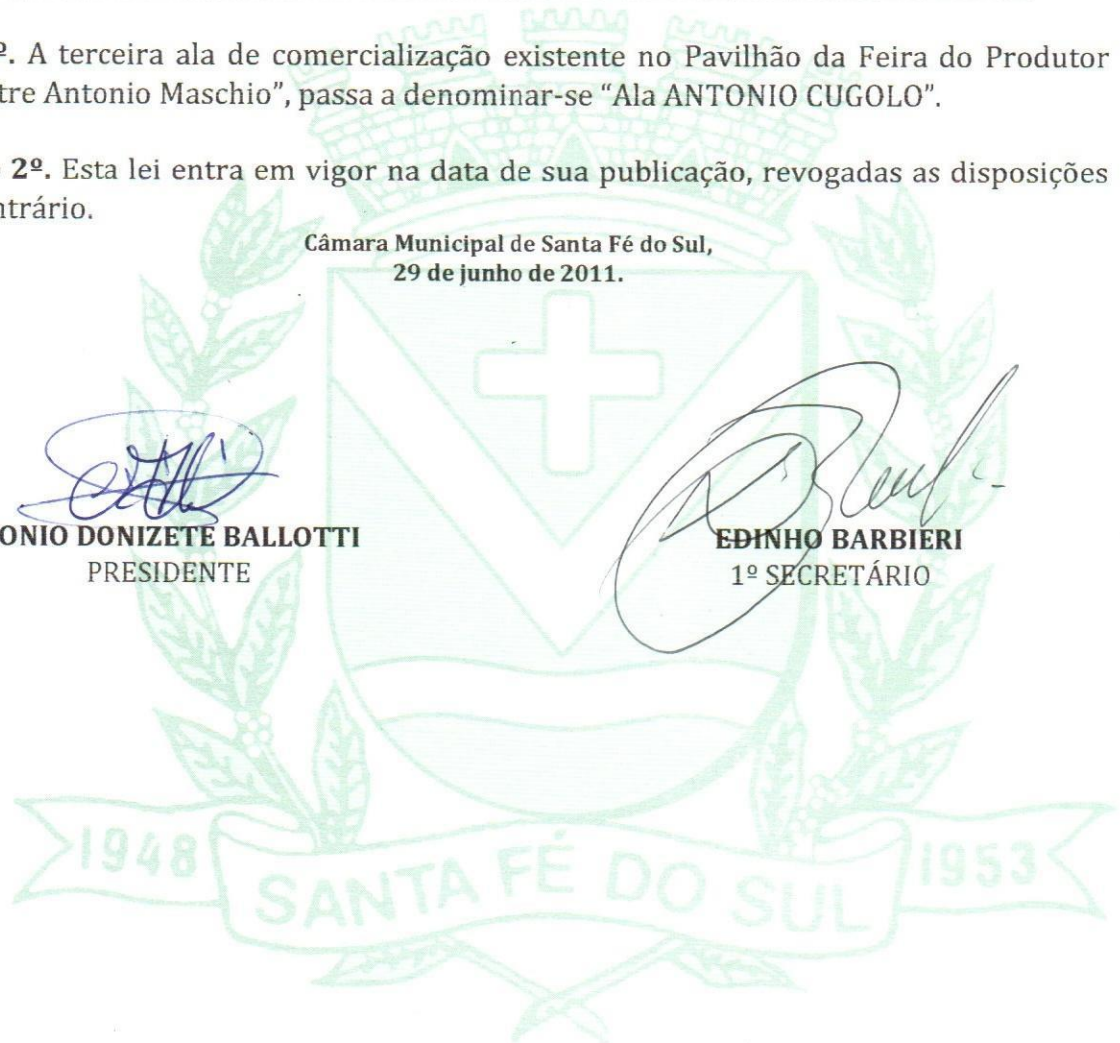 º. A terceira ala de comercialização existente no Pavilhão da Feira do Produtor
tre Antonio Maschio”, passa a denominar-se “Ala ANTONIO CUGOLO”.
2º. Esta lei entra em vigor na data de sua publicação, revogadas as disposições
ntrário.
Câmara Municipal de Santa Fé do Sul,
29 de junho de 2011.
ONIO DONIZETE BALLOTTI
PRESIDENTE
EDINHO BARBIERI
1º SECRETÁRIO
1948
SANTA FÉ DO SUL
1953